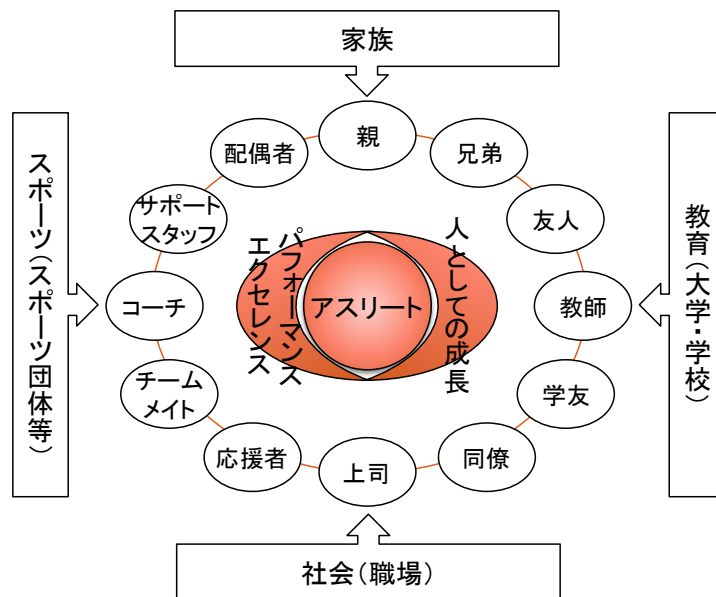 家族
親
配偶者
兄弟
サポート
スタッフ
友人
スポーツ(スポーツ団体等)
教育(大学・学校)
パフォーマンス
エクセレンス
アスリート
人としての成長
コーチ
教師
チーム
メイト
学友
応援者
同僚
上司
社会(職場)